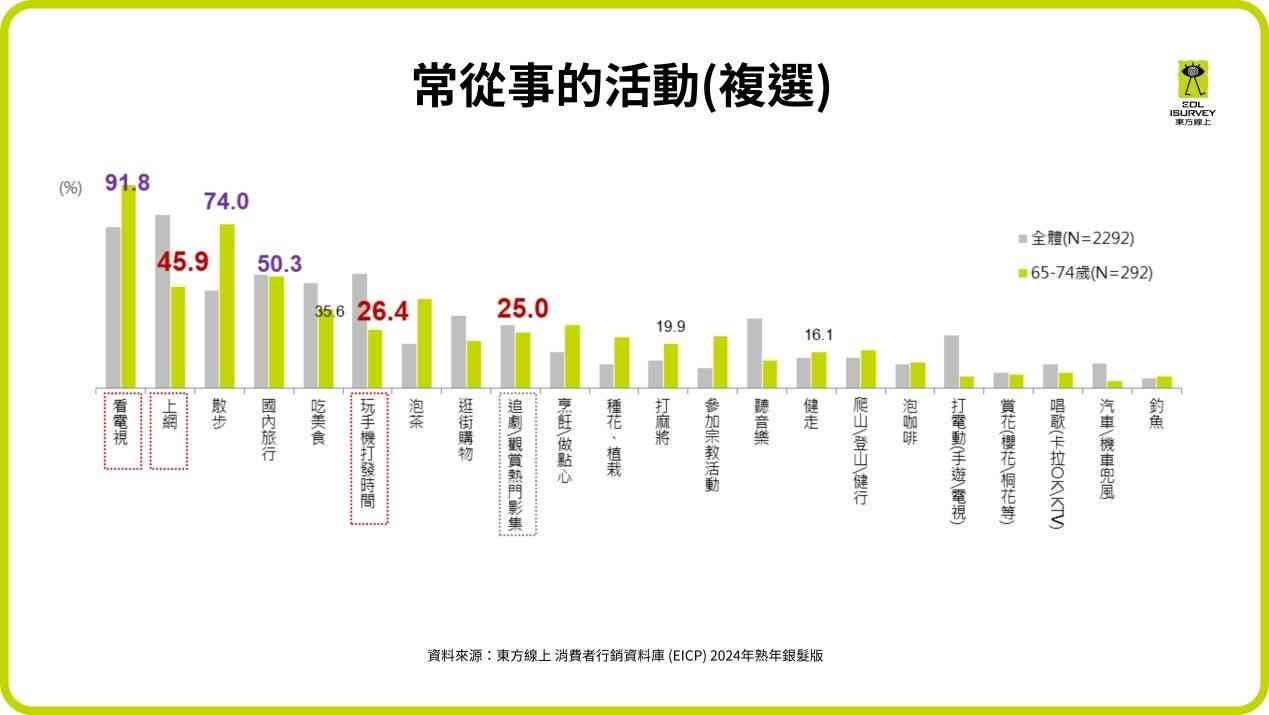 常從事的活動(複選)
EOL
ISURVEY
東方線上
(%)
91.8
45.9
74.0
50.3
35.6
26.4
25.0
19.9
16.1
全體(N=2292)
65-74歲(N=292)
看電視
上網
散步
國內旅行
吃美食
玩手機打發時間
泡茶
逛街購物
追劇/觀賞熱門影集
烹飪/做點心
種花、植栽
打麻將
參加宗教活動
聽音樂
健走
爬山/登山/健行
泡咖啡
打電動(手遊/電視)
賞花(櫻花/桐花等)
唱歌(卡拉OK/KTV)
汽車/機車兜風
釣魚
資料來源：東方線上 消費者行銷資料庫 (EICP) 2024年熟年銀髮版